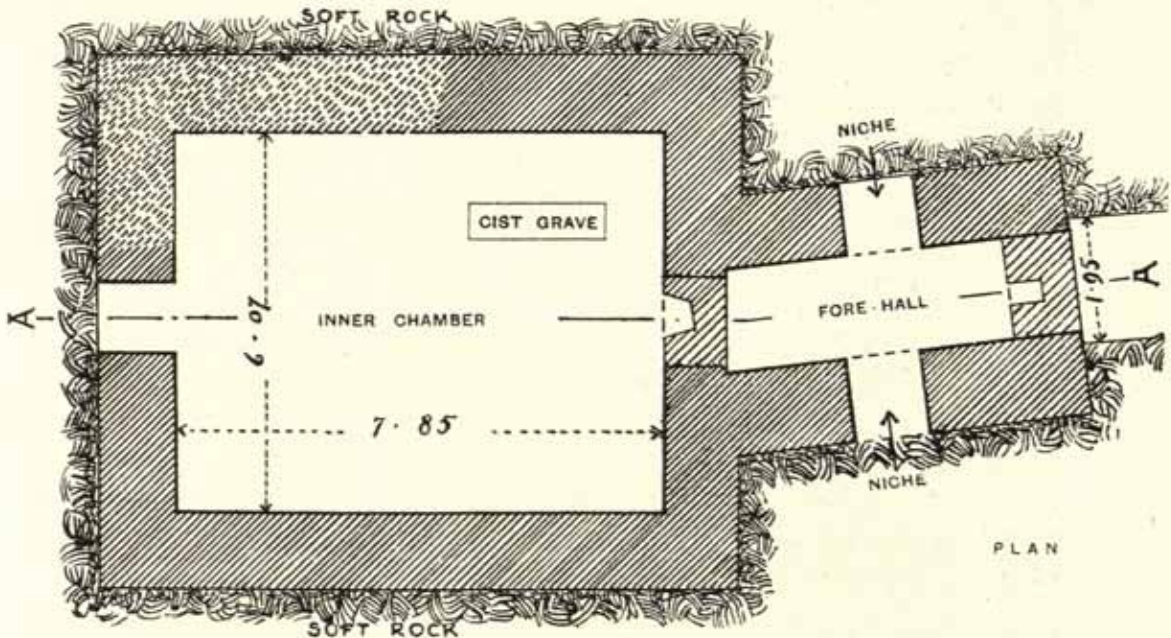 SOFT ROCK
NICHE
CIST GRAVE
A
6·07
INNER CHAMBER
FORE-HALL
1·95
A
7·85
NICHE
PLAN
SOFT ROCK